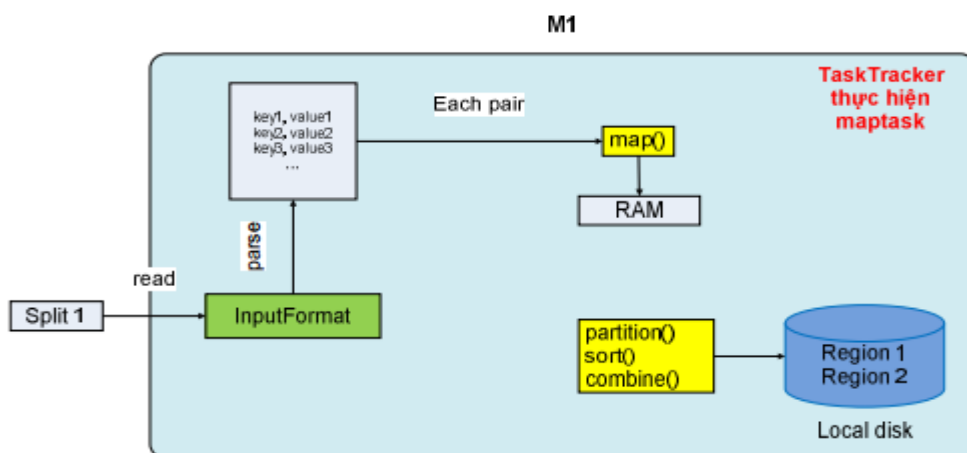 M1
TaskTracker
thực hiện
maptask
Each pair
key1, value1
key2, value2
key3, value3
...
map()
RAM
parse
read
Split 1
InputFormat
partition()
sort()
combine()
Region 1
Region 2
Local disk